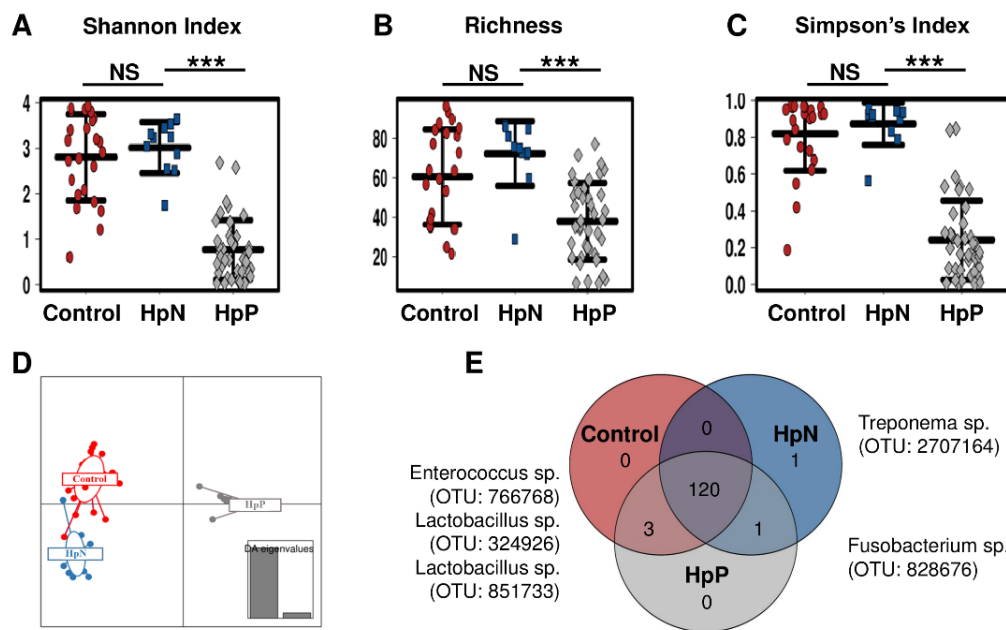 A Shannon Index
B Richness
C Simpson's Index
NS ***
NS ***
NS ***
4
3
2
1
0
Control HpN HpP
80
60
40
20
Control HpN HpP
1.0
0.8
0.6
0.4
0.2
0.0
Control HpN HpP
D
Control
HpN
HpP
DA eigenvalues
E
Control
0
0
HpN
1
120
3
1
HpP
0
Enterococcus sp.
(OTU: 766768)
Lactobacillus sp.
(OTU: 324926)
Lactobacillus sp.
(OTU: 851733)
Treponema sp.
(OTU: 2707164)
Fusobacterium sp.
(OTU: 828676)